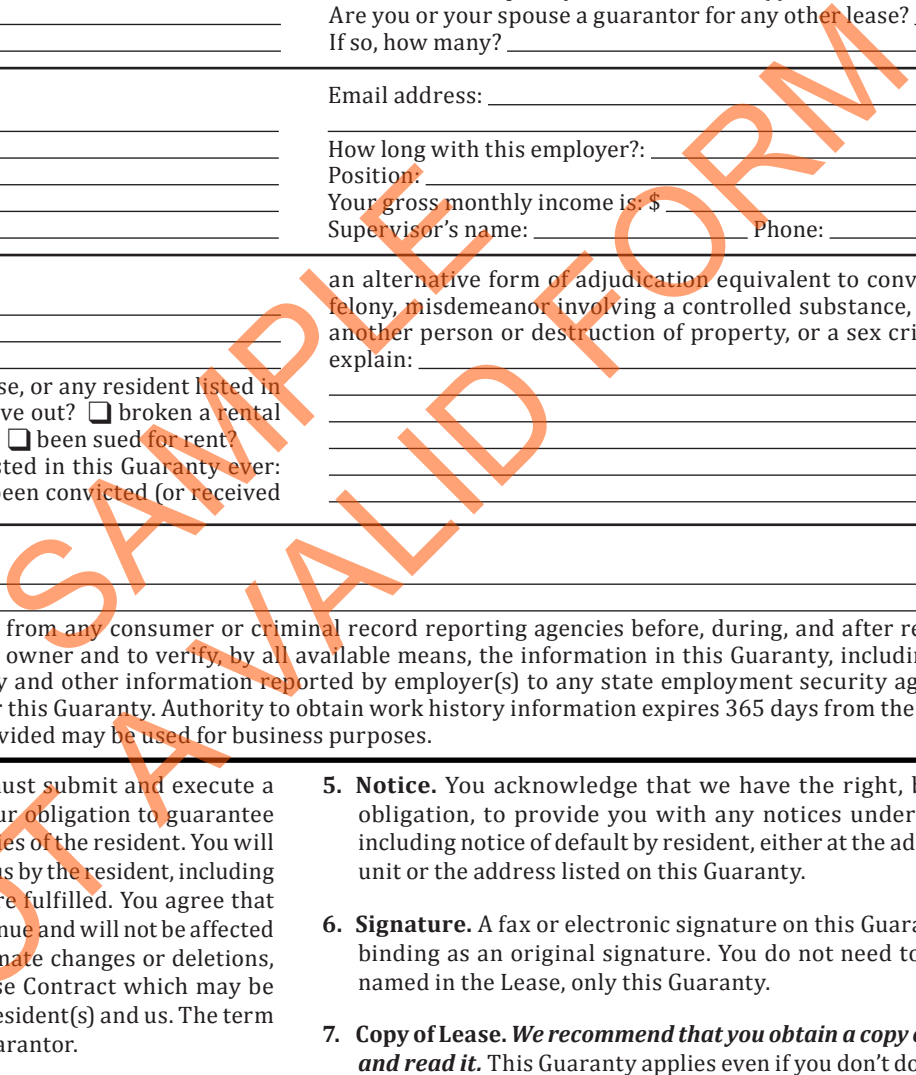 Are you or your spouse a guarantor for any other lease?
If so, how many?
Email address:
How long with this employer?:
Position:
Your gross monthly income is: $
Supervisor's name: Phone:
se, or any resident listed in
ve out? ❑ broken a rental
❑ been sued for rent?
sted in this Guaranty ever:
een convicted (or received
an alternative form of adjudication equivalent to conv
felony, misdemeanor involving a controlled substance,
another person or destruction of property, or a sex cri
explain:
from any consumer or criminal record reporting agencies before, during, and after re
owner and to verify, by all available means, the information in this Guaranty, includin
y and other information reported by employer(s) to any state employment security ag
r this Guaranty. Authority to obtain work history information expires 365 days from the
vided may be used for business purposes.
ust submit and execute a
ur obligation to guarantee
ies of the resident. You will
us by the resident, including
re fulfilled. You agree that
nue and will not be affected
mate changes or deletions,
se Contract which may be
esident(s) and us. The term
arantor.
5. Notice. You acknowledge that we have the right, b
obligation, to provide you with any notices under
including notice of default by resident, either at the ad
unit or the address listed on this Guaranty.
6. Signature. A fax or electronic signature on this Guara
binding as an original signature. You do not need to
named in the Lease, only this Guaranty.
7. Copy of Lease. We recommend that you obtain a copy o
and read it. This Guaranty applies even if you don't do
SAMPLE
OT A VALID FORM